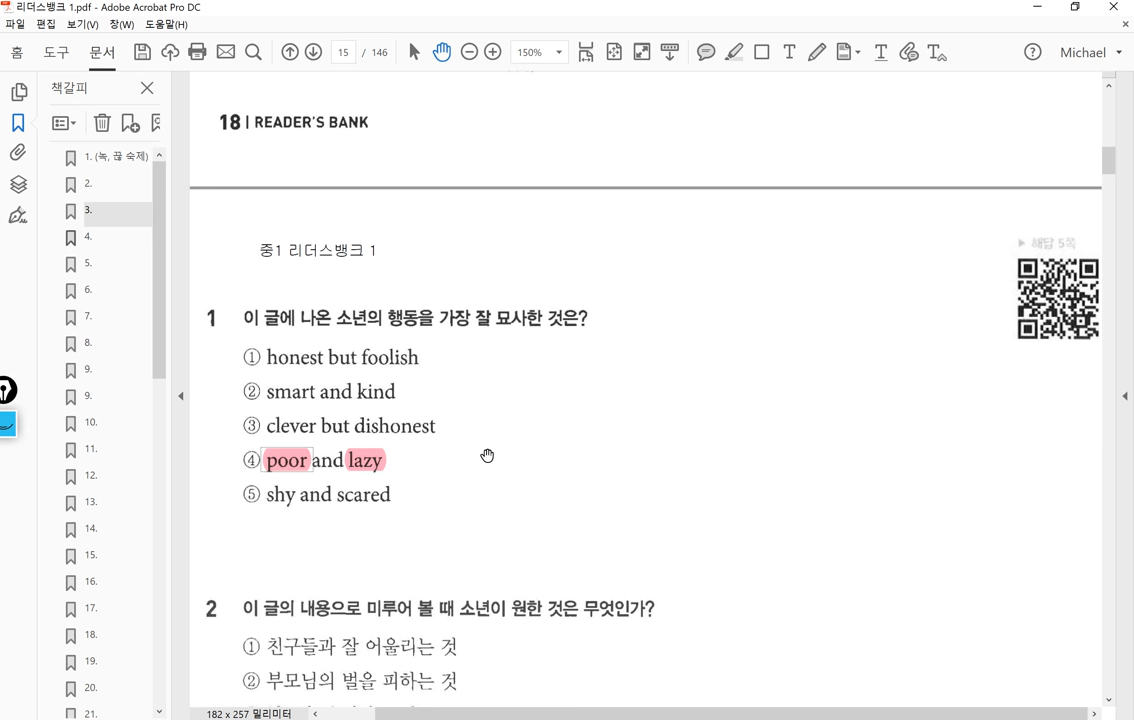 리더스뱅크 1.pdf - Adobe Acrobat Pro DC
파일 편집 보기(V) 창(W) 도움말(H)
홈 도구 문서 15 / 146 150% Michael
책갈피
1. (녹, 끊 숙제)
2.
3.
4.
5.
6.
7.
8.
9.
9.
10.
11.
12.
13.
14.
15.
16.
17.
18.
19.
20.
21.
18 | READER'S BANK
중1 리더스뱅크 1
▶ 해답 5쪽
1 이 글에 나온 소년의 행동을 가장 잘 묘사한 것은?
① honest but foolish
② smart and kind
③ clever but dishonest
④ poor and lazy
⑤ shy and scared
2 이 글의 내용으로 미루어 볼 때 소년이 원한 것은 무엇인가?
① 친구들과 잘 어울리는 것
② 부모님의 벌을 피하는 것
182 x 257 밀리미터